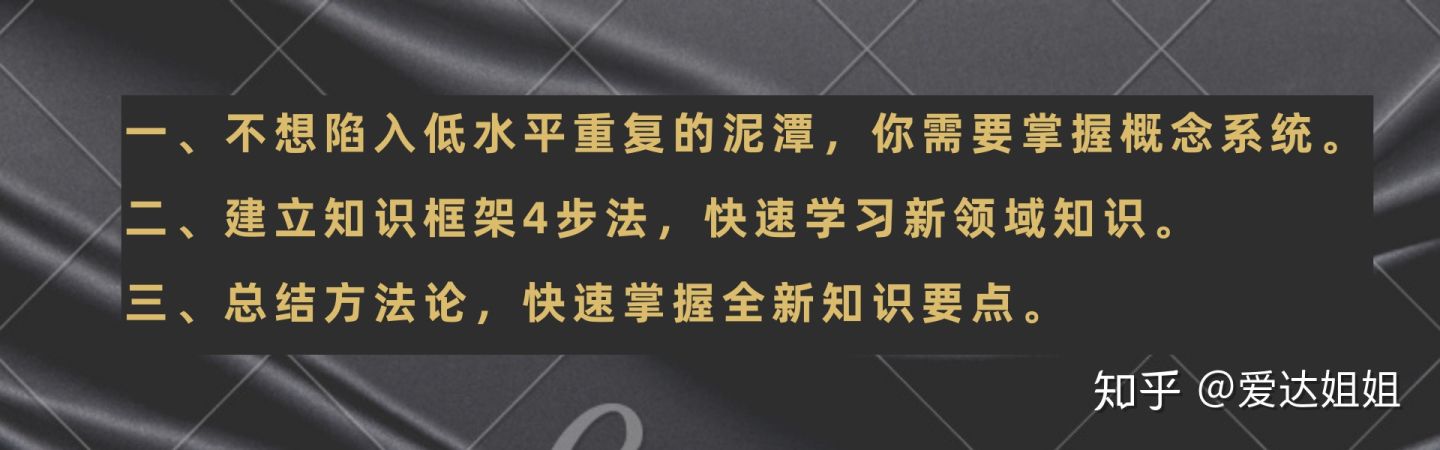 一、不想陷入低水平重复的泥潭，你需要掌握概念系统。
二、建立知识框架4步法，快速学习新领域知识。
三、总结方法论，快速掌握全新知识要点。
知乎 @爱达姐姐